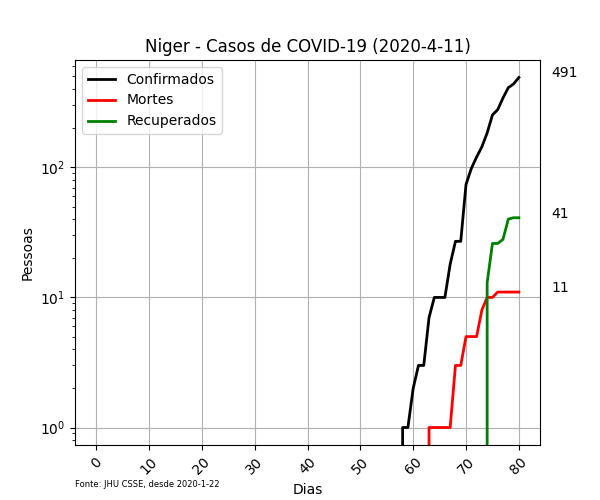 Niger - Casos de COVID-19 (2020-4-11)
Confirmados
Mortes
Recuperados
491
41
11
10²
10¹
10⁰
Pessoas
0 10 20 30 40 50 60 70 80
Dias
Fonte: JHU CSSE, desde 2020-1-22